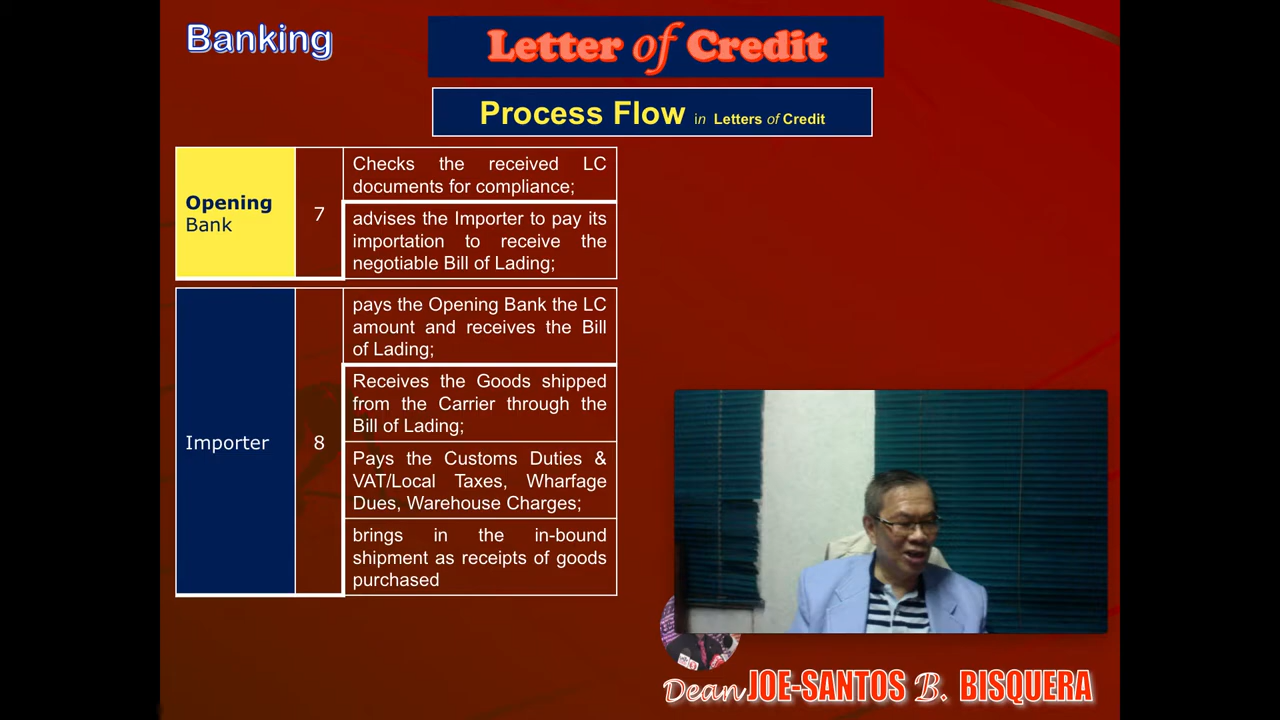 Banking
Letter of Credit
Process Flow in Letters of Credit
Opening
Bank
7
Checks the received LC
documents for compliance;
advises the Importer to pay its
importation to receive the
negotiable Bill of Lading;
Importer
8
pays the Opening Bank the LC
amount and receives the Bill
of Lading;
Receives the Goods shipped
from the Carrier through the
Bill of Lading;
Pays the Customs Duties &
VAT/Local Taxes, Wharfage
Dues, Warehouse Charges;
brings in the in-bound
shipment as receipts of goods
purchased
Dean JOE-SANTOS B. BISQUERA